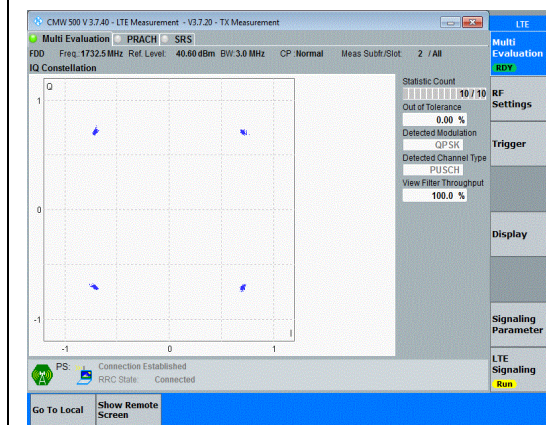 CMW 500 V 3.7.40 - LTE Measurement - V3.7.20 - TX Measurement
LTE
Multi Evaluation PRACH SRS
Multi
Evaluation
RDY
FDD Freq.:1732.5 MHz Ref. Level: 40.60 dBm BW:3.0 MHz CP :Normal Meas Subfr./Slot: 2 / All
IQ Constellation
Q
1
0
-1
-1 0 1
I
Statistic Count
10 / 10
Out of Tolerance
0.00 %
Detected Modulation
QPSK
Detected Channel Type
PUSCH
View Filter Throughput
100.0 %
RF
Settings
Trigger
Display
Signaling
Parameter
LTE
Signaling
Run
PS: Connection Established
RRC State Connected
Go To Local
Show Remote
Screen